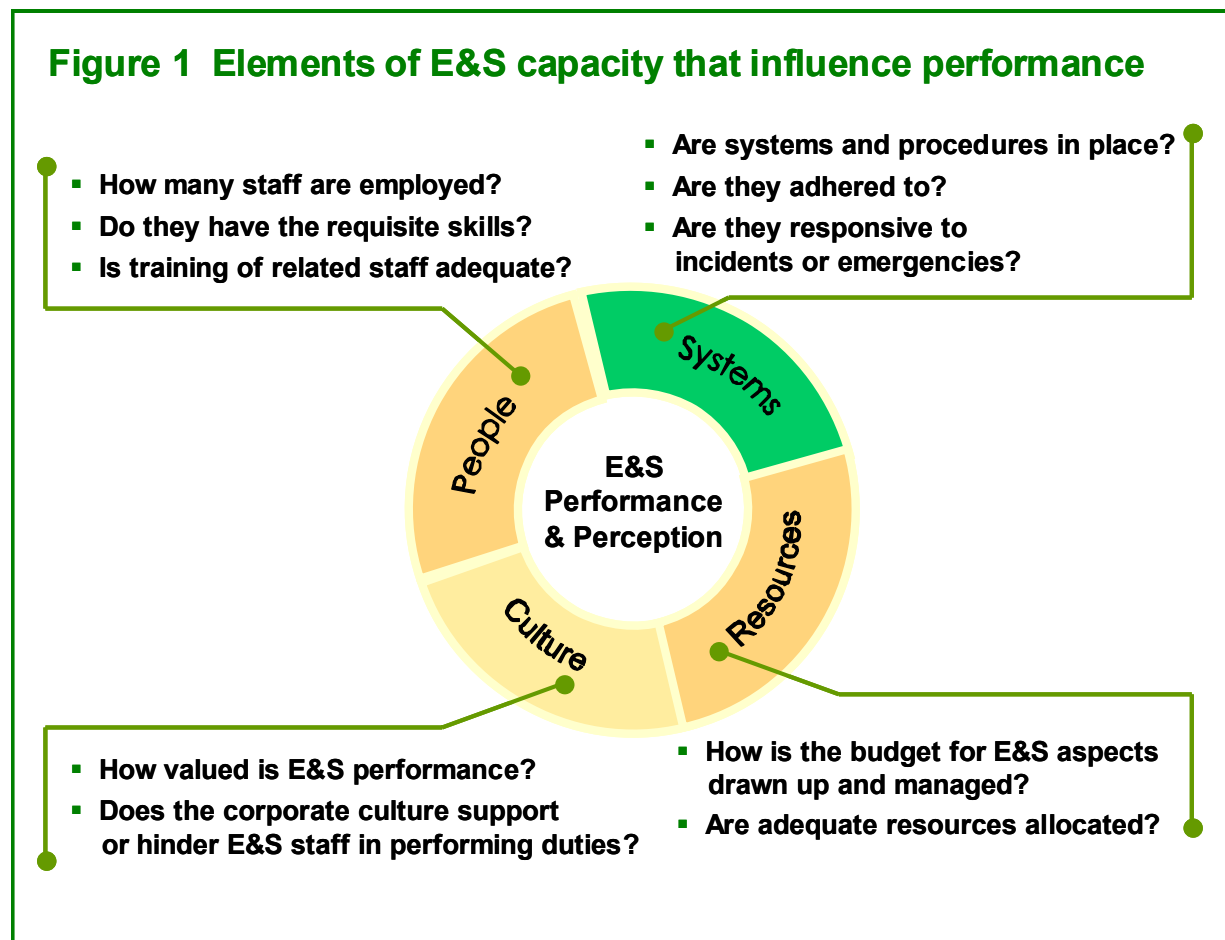 Figure 1  Elements of E&S capacity that influence performance
▪ How many staff are employed?
▪ Do they have the requisite skills?
▪ Is training of related staff adequate?
▪ Are systems and procedures in place?
▪ Are they adhered to?
▪ Are they responsive to
incidents or emergencies?
People
Systems
E&S
Performance
& Perception
Resources
Culture
▪ How valued is E&S performance?
▪ Does the corporate culture support
or hinder E&S staff in performing duties?
▪ How is the budget for E&S aspects
drawn up and managed?
▪ Are adequate resources allocated?